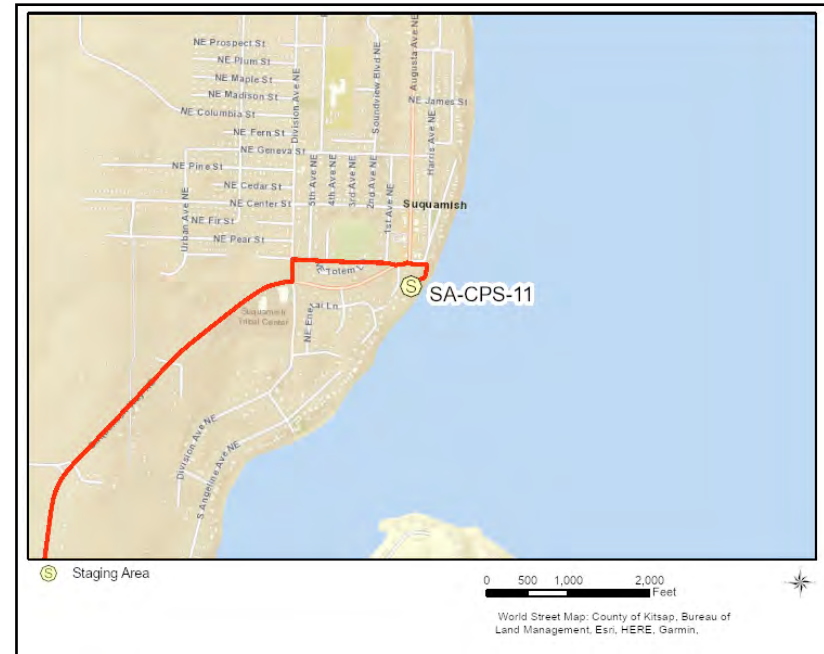 NE Prospect St
NE Plum St
NE Maple St
NE Madison St
NE Columbia St
NE Fern St
NE Geneva St
NE Pine St
NE Cedar St
NE Center St
NE Fir St
NE Pear St
Urban Ave NE
Division Ave NE
5th Ave NE
4th Ave NE
3rd Ave NE
2nd Ave NE
1st Ave NE
Soundview Blvd NE
Augusta Ave NE
NE James St
Harris Ave NE
Suquamish
Totem
S
SA-CPS-11
Suquamish
Tribal Center
NE Ene
ai Ln
Division Ave NE
S Angeline Ave NE
S
Staging Area
0 500 1,000 2,000
Feet
World Street Map: County of Kitsap, Bureau of
Land Management, Esri, HERE, Garmin,